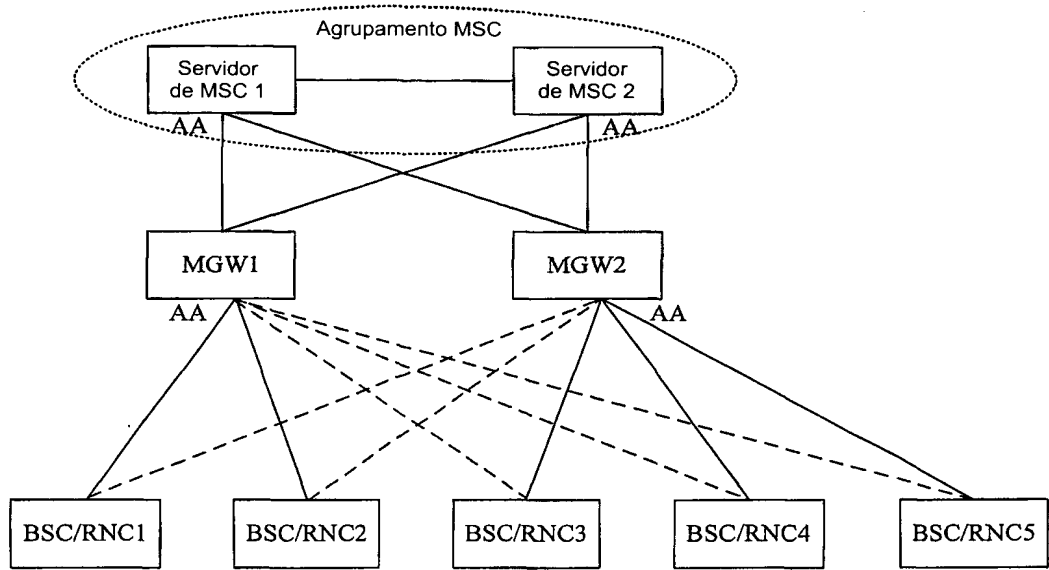 Agrupamento MSC
Servidor
de MSC 1
Servidor
de MSC 2
AA
AA
MGW1
MGW2
AA
AA
BSC/RNC1
BSC/RNC2
BSC/RNC3
BSC/RNC4
BSC/RNC5